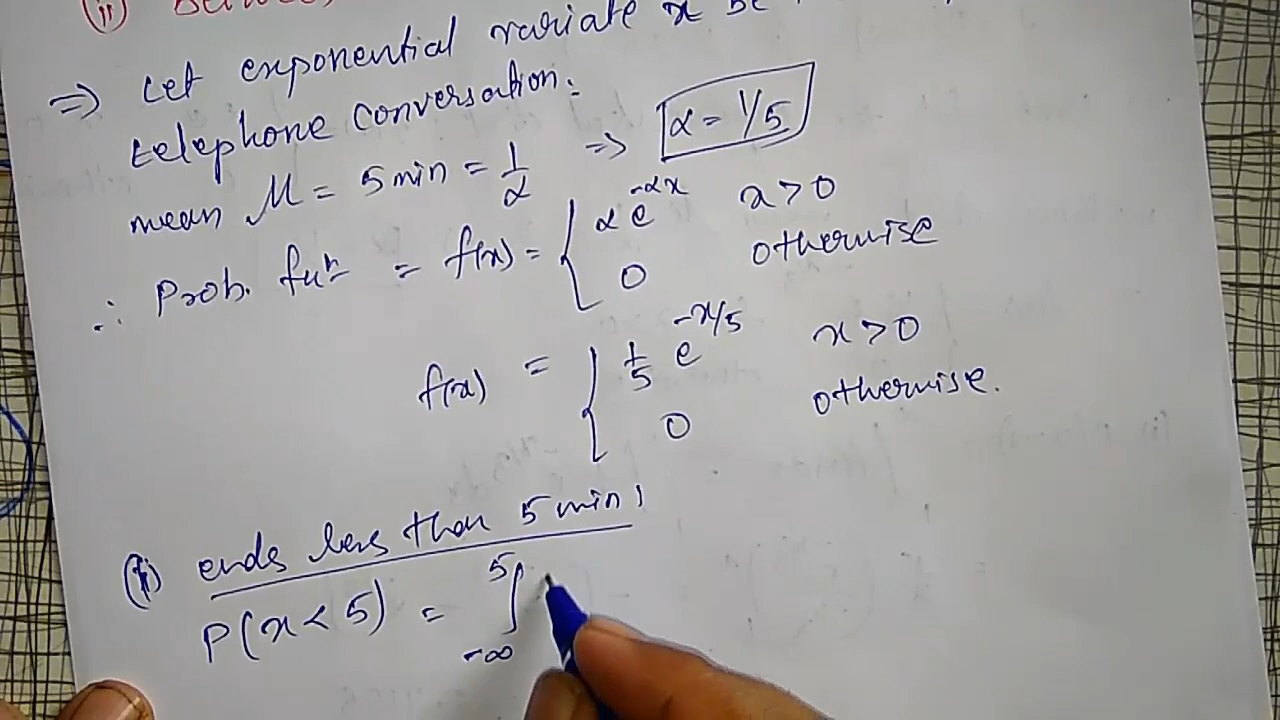 (ii)
=> Let exponential variate x be
telephone conversation.
mean M = 5 min = 1/α => α = 1/5
∴ Prob. fuⁿ = f(x) = { α e^-αx x > 0
0 otherwise
f(x) = { 1/5 e^-x/5 x > 0
0 otherwise.
(i) ends less than 5 min:
P(x < 5) = ∫ 5 -∞